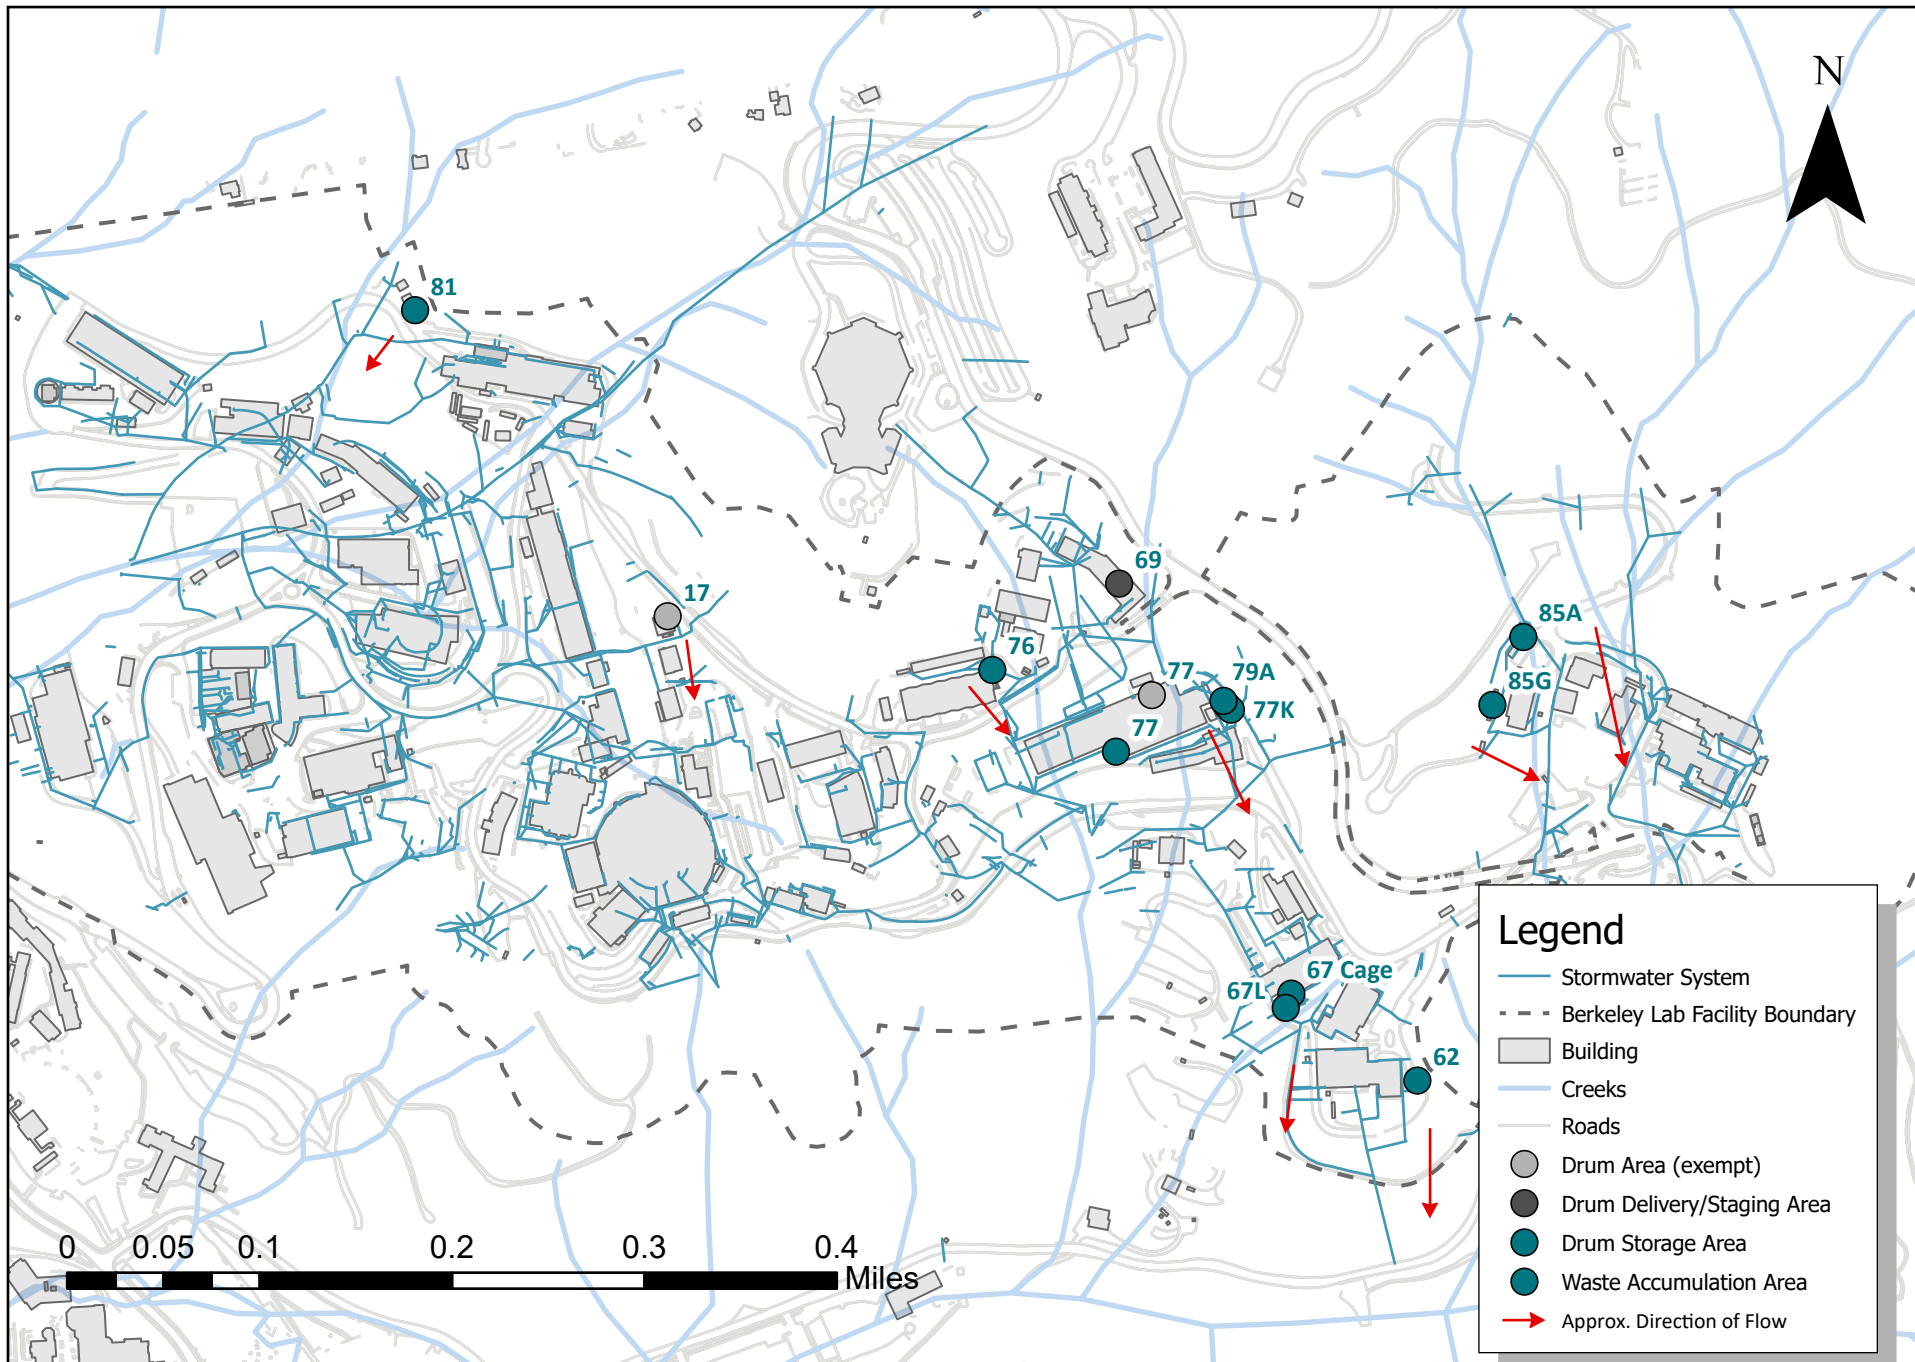 N
81
17
69
76
77
79A
77K
77
85A
85G
67 Cage
67L
62
0 0.05 0.1 0.2 0.3 0.4
Miles
Legend
Stormwater System
Berkeley Lab Facility Boundary
Building
Creeks
Roads
Drum Area (exempt)
Drum Delivery/Staging Area
Drum Storage Area
Waste Accumulation Area
Approx. Direction of Flow